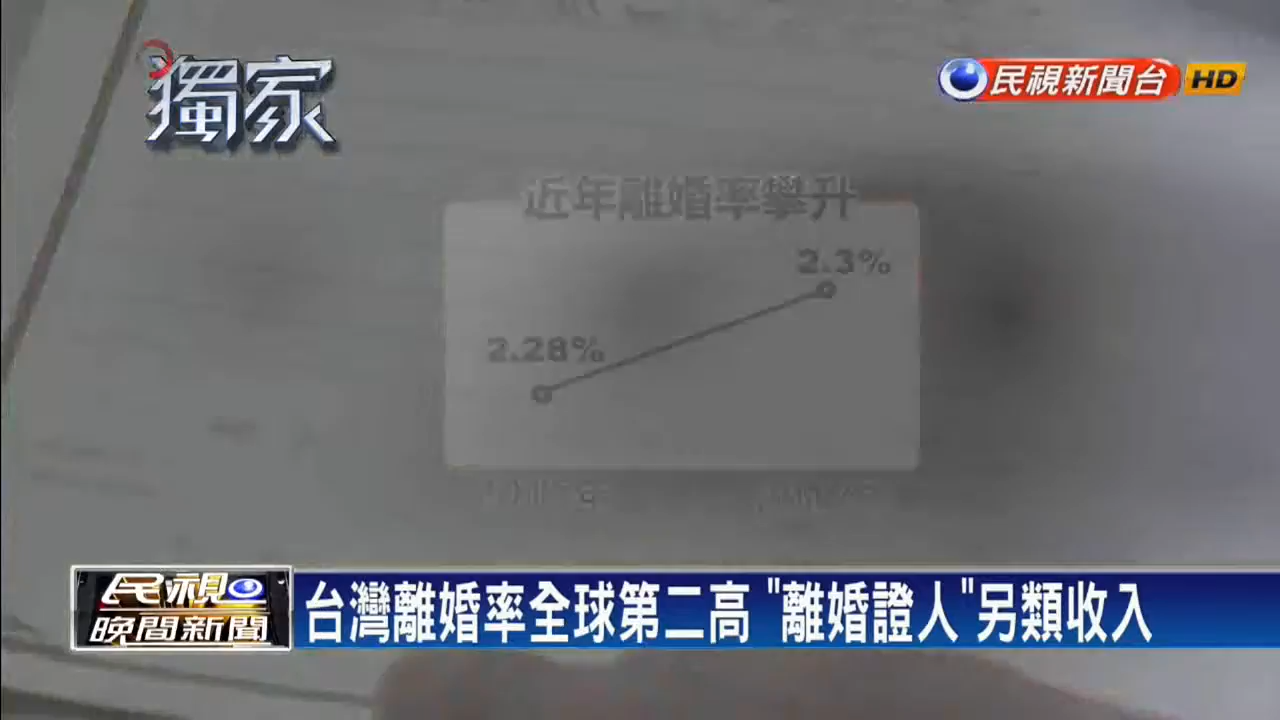 獨家
民視新聞台 HD
近年離婚率攀升
2.3%
2.28%
民視
晚間新聞
台灣離婚率全球第二高 "離婚證人"另類收入